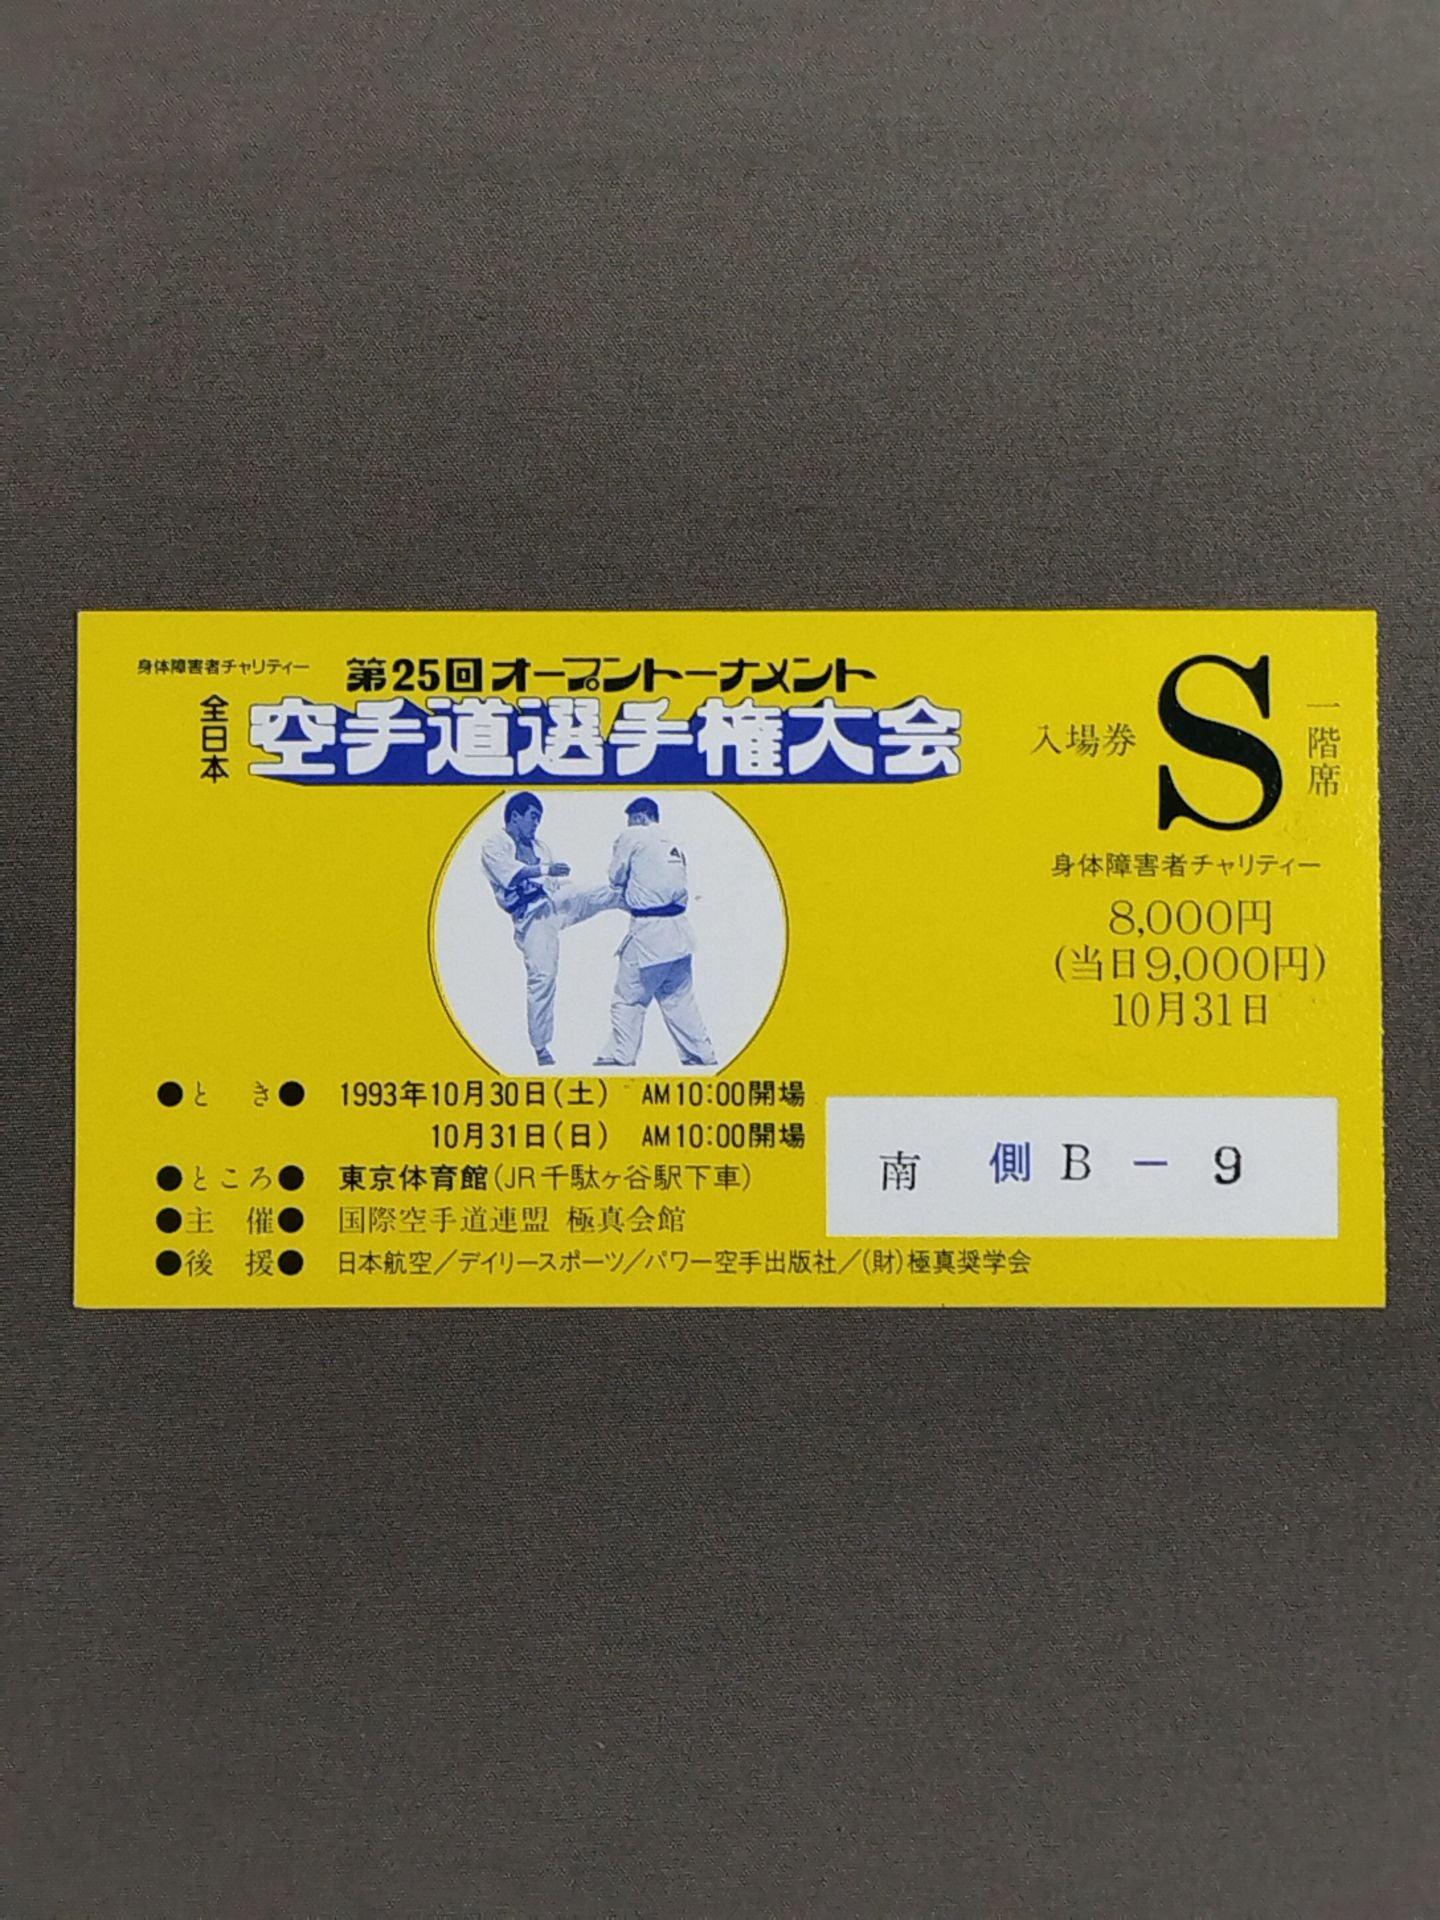 身体障害者チャリティー
第25回オープントーナメント
全日本
空手道選手権大会
入場券
S
一階席
身体障害者チャリティー
8,000円
(当日9,000円)
10月31日
●とき● 1993年10月30日(土) AM10:00開場
10月31日(日) AM10:00開場
●ところ● 東京体育館(JR千駄ヶ谷駅下車)
●主催● 国際空手道連盟 極真会館
●後援● 日本航空/デイリースポーツ/パワー空手出版社/(財)極真奨学会
南 側 B - 9